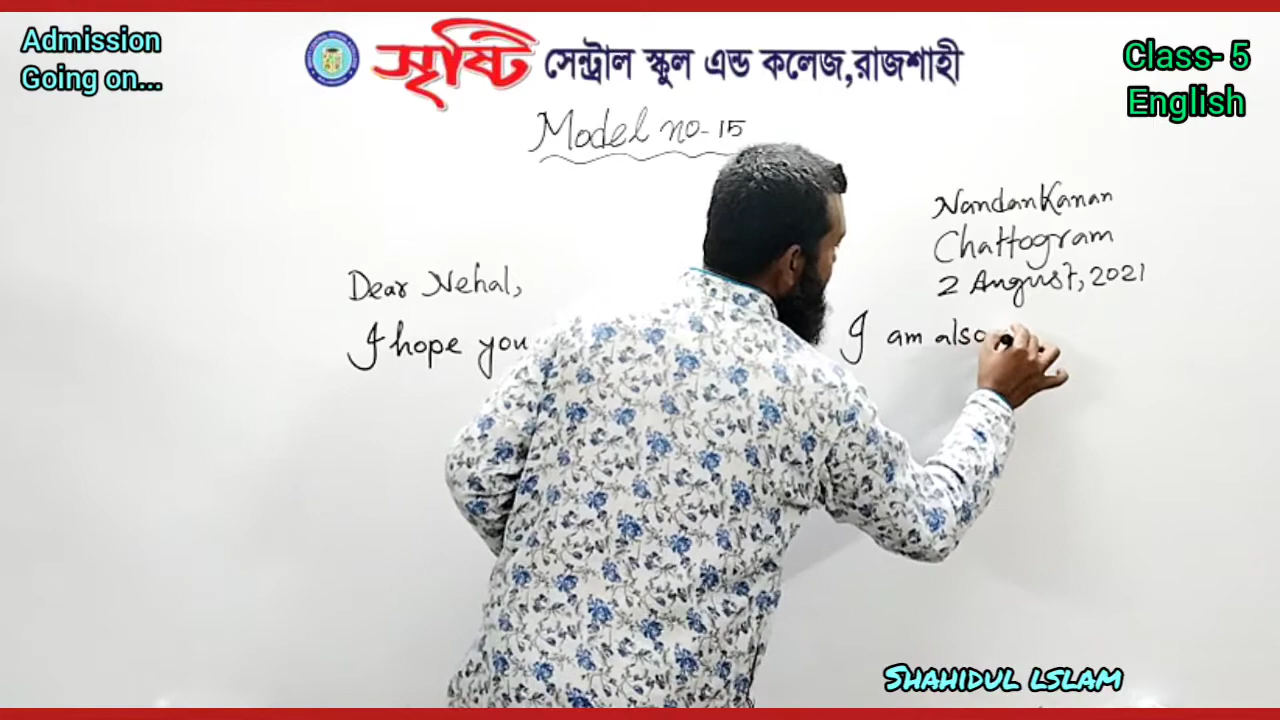 Admission
Going on...
সৃষ্টি সেন্ট্রাল স্কুল এন্ড কলেজ,রাজশাহী
Class- 5
English
Model no-15
Nandan Kanan
Chattogram
2 August, 2021
Dear Nehal,
I hope you I am also
SHAHIDUL lSLAM